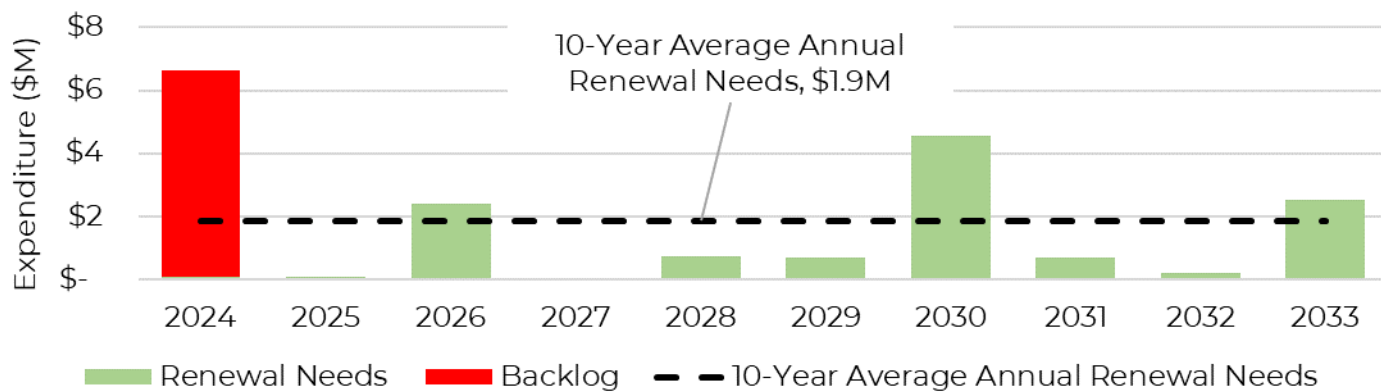 Expenditure ($M)
$8
$6
$4
$2
$-
10-Year Average Annual
Renewal Needs, $1.9M
2024 2025 2026 2027 2028 2029 2030 2031 2032 2033
Renewal Needs Backlog 10-Year Average Annual Renewal Needs